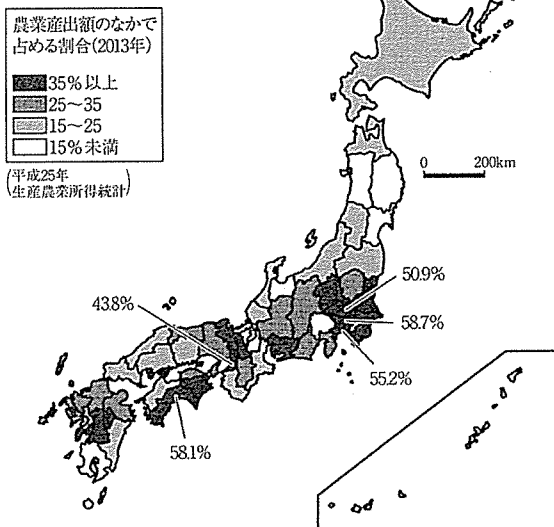 農業産出額のなかで
占める割合(2013年)
35%以上
25〜35
15〜25
15%未満
(平成25年
生産農業所得統計)
0 200km
50.9%
43.8%
58.7%
55.2%
58.1%